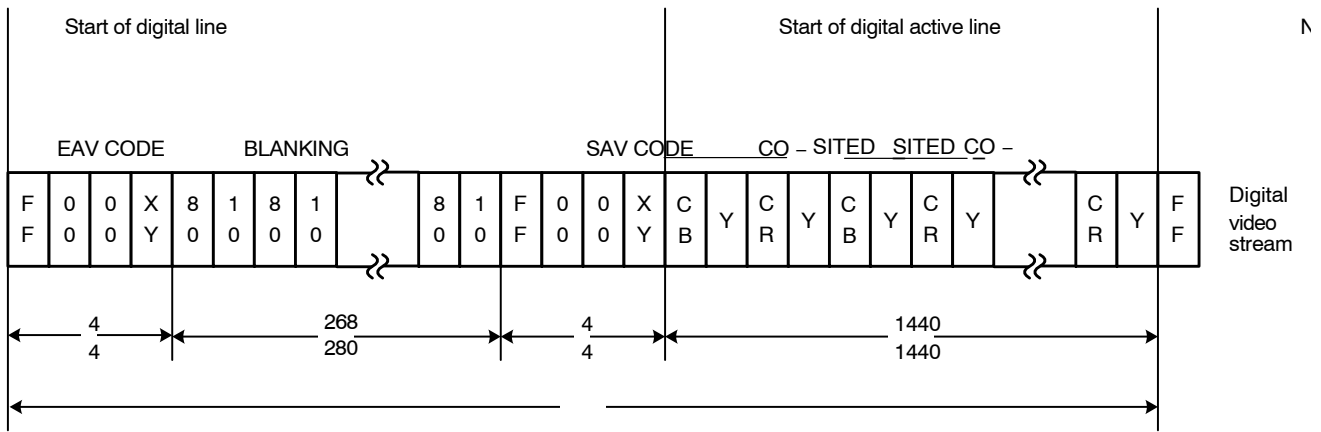 Start of digital line Start of digital active line N
EAV CODE BLANKING SAV CODE CO – SITED SITED CO –
F 0 0 X 8 1 8 1 8 1 F 0 0 X C Y C Y C Y C Y C Y F
F 0 0 Y 0 0 0 0 0 0 F 0 0 Y B R B R R F
Digital
video
stream
4 268 4 1440
4 280 4 1440